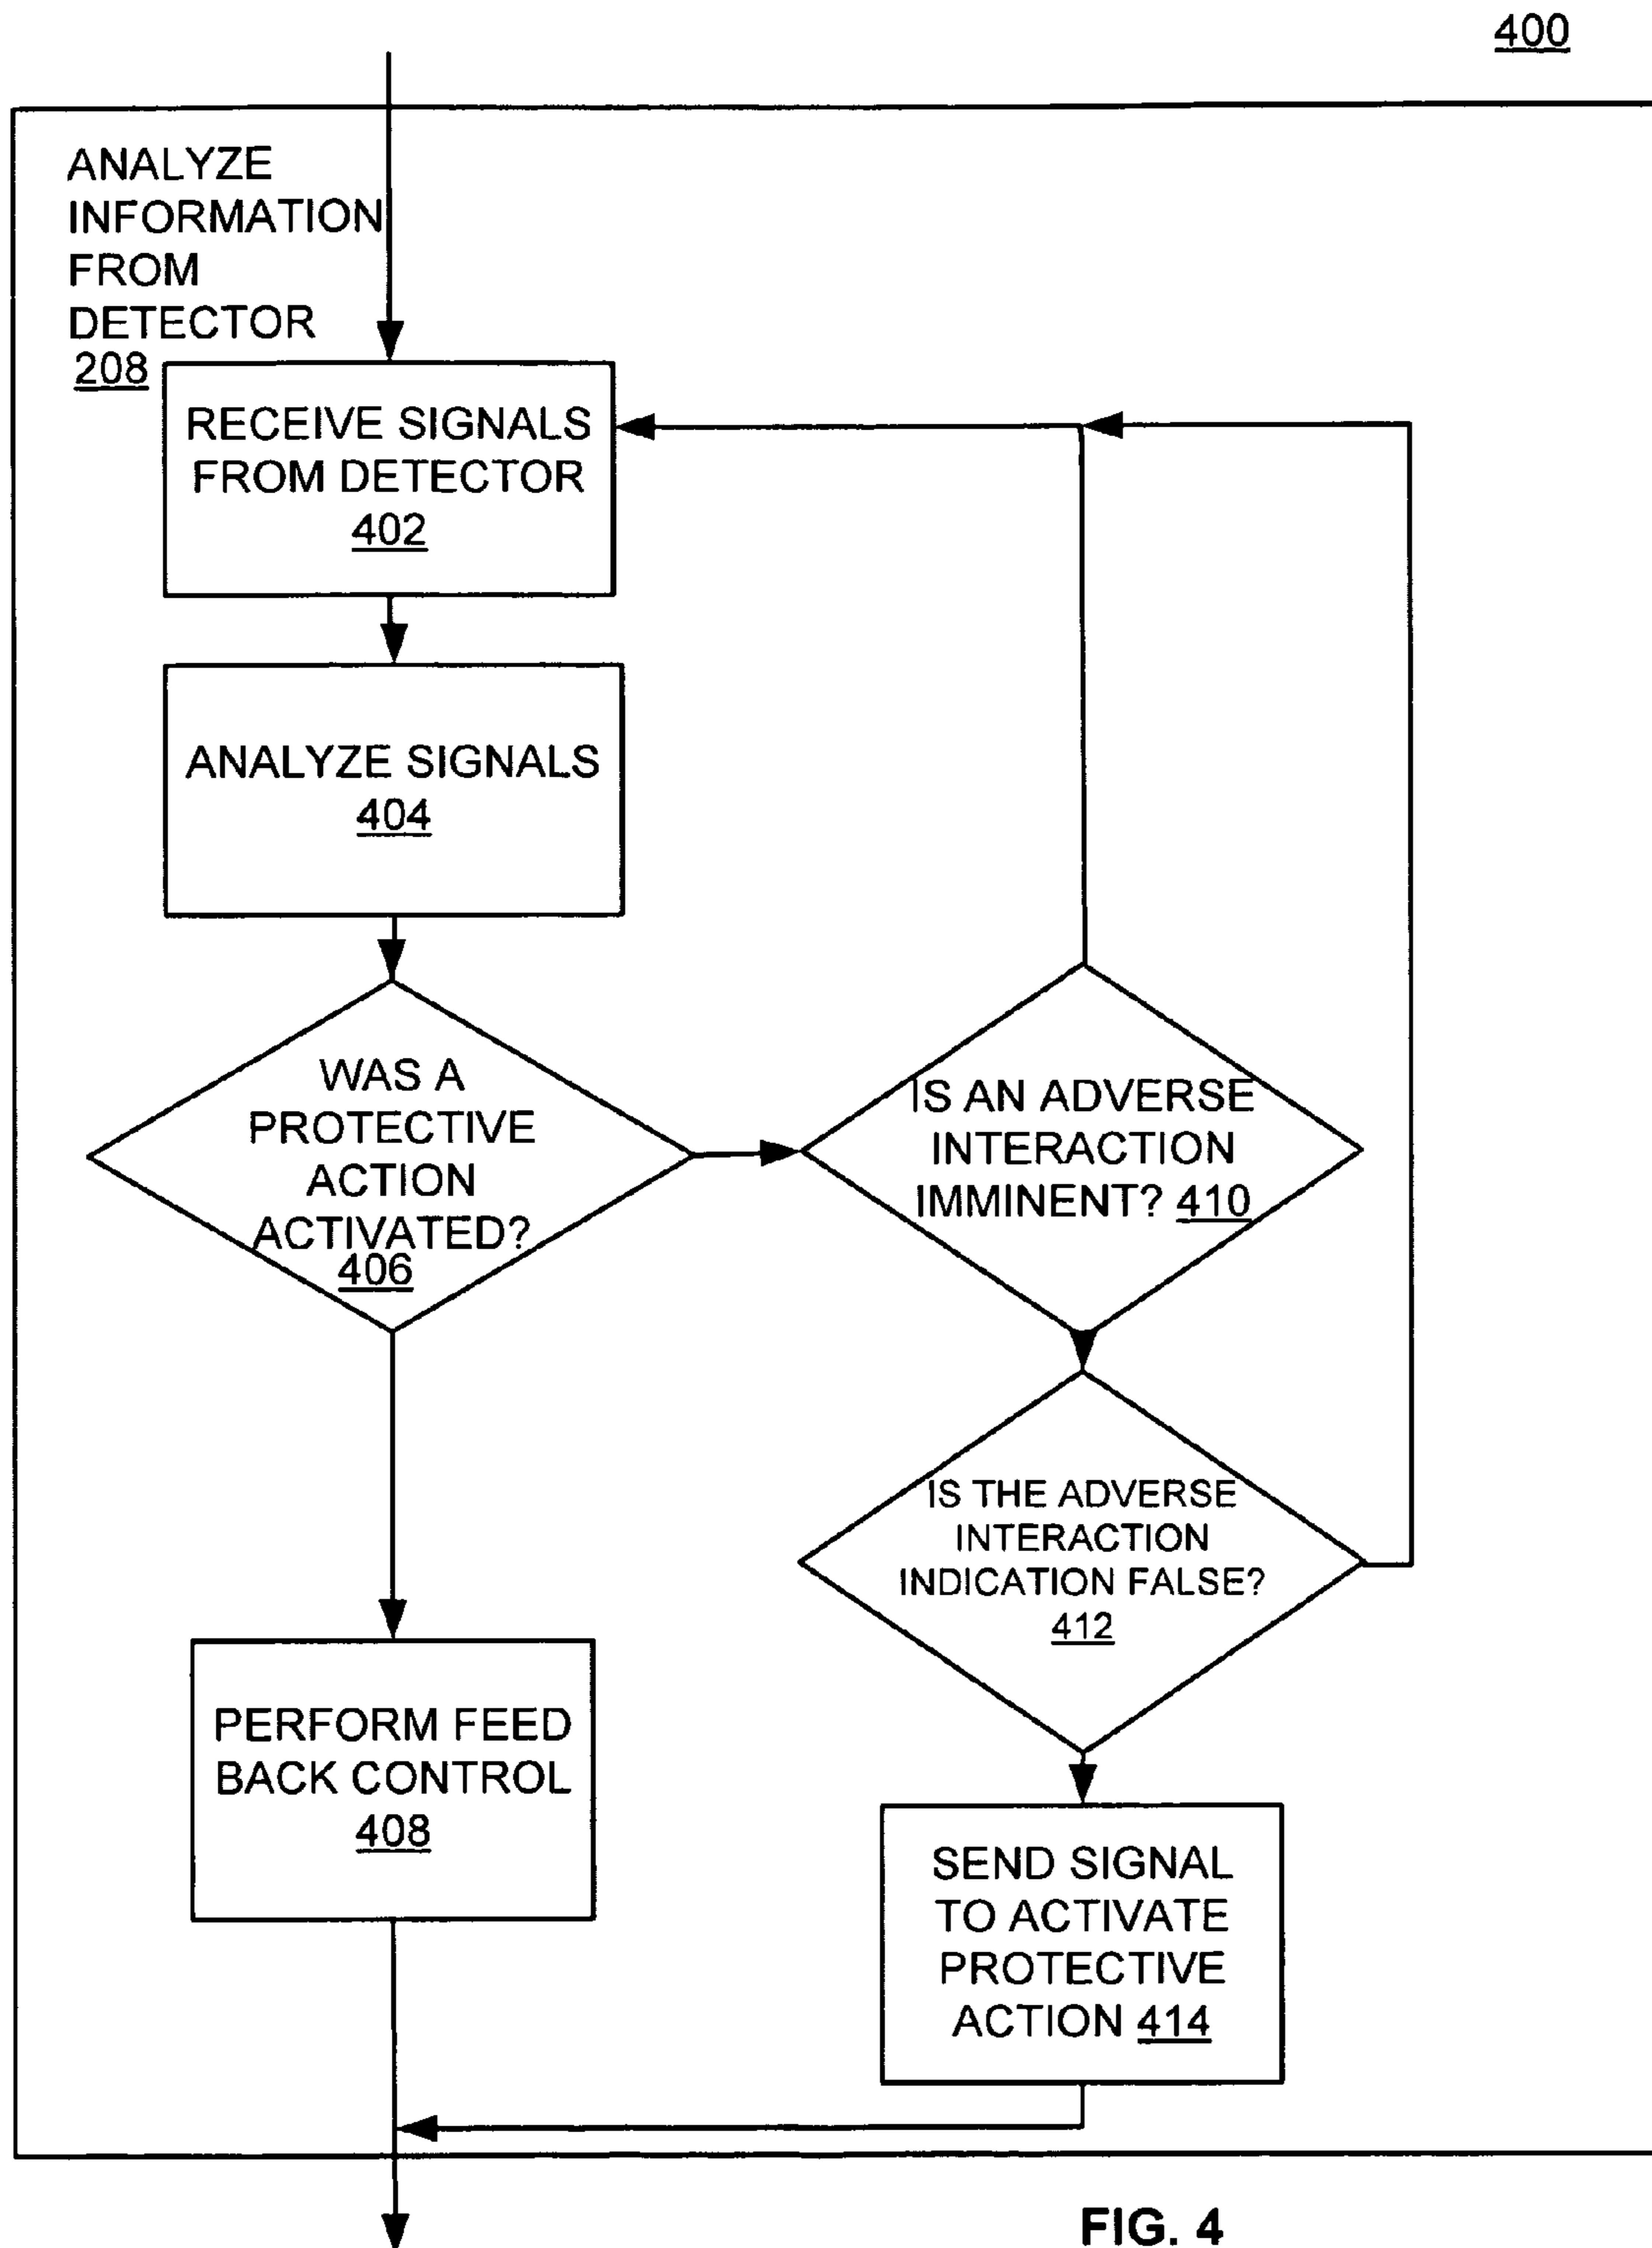 400
ANALYZE
INFORMATION
FROM
DETECTOR
208
RECEIVE SIGNALS
FROM DETECTOR
402
ANALYZE SIGNALS
404
WAS A
PROTECTIVE
ACTION
ACTIVATED?
406
IS AN ADVERSE
INTERACTION
IMMINENT? 410
IS THE ADVERSE
INTERACTION
INDICATION FALSE?
412
PERFORM FEED
BACK CONTROL
408
SEND SIGNAL
TO ACTIVATE
PROTECTIVE
ACTION 414
FIG. 4